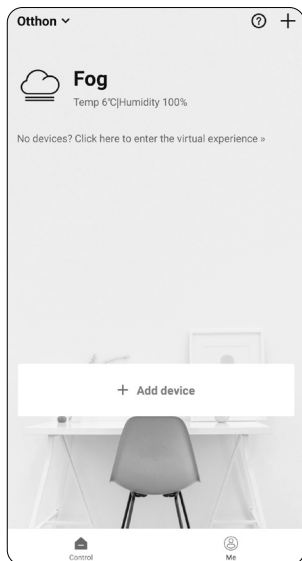 Otthon
Fog
Temp 6℃|Humidity 100%
No devices? Click here to enter the virtual experience »
+ Add device
Control
Me